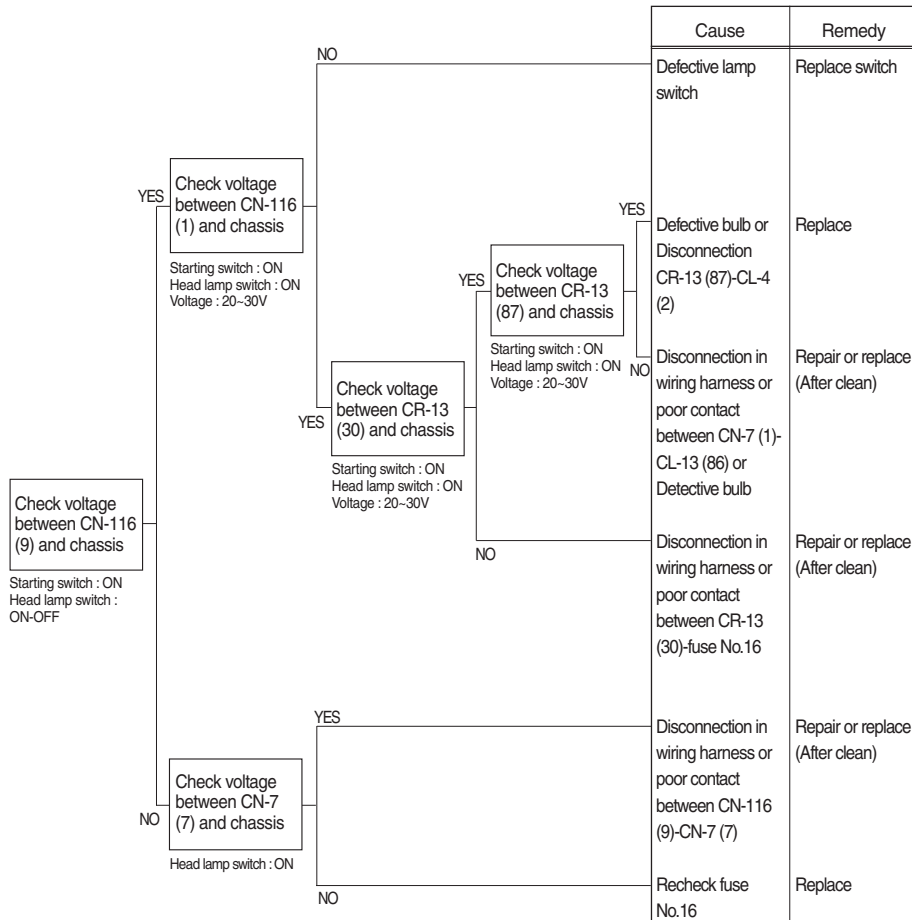 Cause
Remedy
NO
Defective lamp
switch
Replace switch
YES
Check voltage
between CN-116
(1) and chassis
Starting switch : ON
Head lamp switch : ON
Voltage : 20~30V
YES
Defective bulb or
Disconnection
CR-13 (87)-CL-4
(2)
Replace
YES
Check voltage
between CR-13
(87) and chassis
Starting switch : ON
Head lamp switch : ON
Voltage : 20~30V
NO
Disconnection in
wiring harness or
poor contact
between CN-7 (1)-
CL-13 (86) or
Detective bulb
Repair or replace
(After clean)
YES
Check voltage
between CR-13
(30) and chassis
Starting switch : ON
Head lamp switch : ON
Voltage : 20~30V
Check voltage
between CN-116
(9) and chassis
Starting switch : ON
Head lamp switch :
ON-OFF
NO
Disconnection in
wiring harness or
poor contact
between CR-13
(30)-fuse No.16
Repair or replace
(After clean)
YES
Disconnection in
wiring harness or
poor contact
between CN-116
(9)-CN-7 (7)
Repair or replace
(After clean)
NO
Check voltage
between CN-7
(7) and chassis
Head lamp switch : ON
NO
Recheck fuse
No.16
Replace